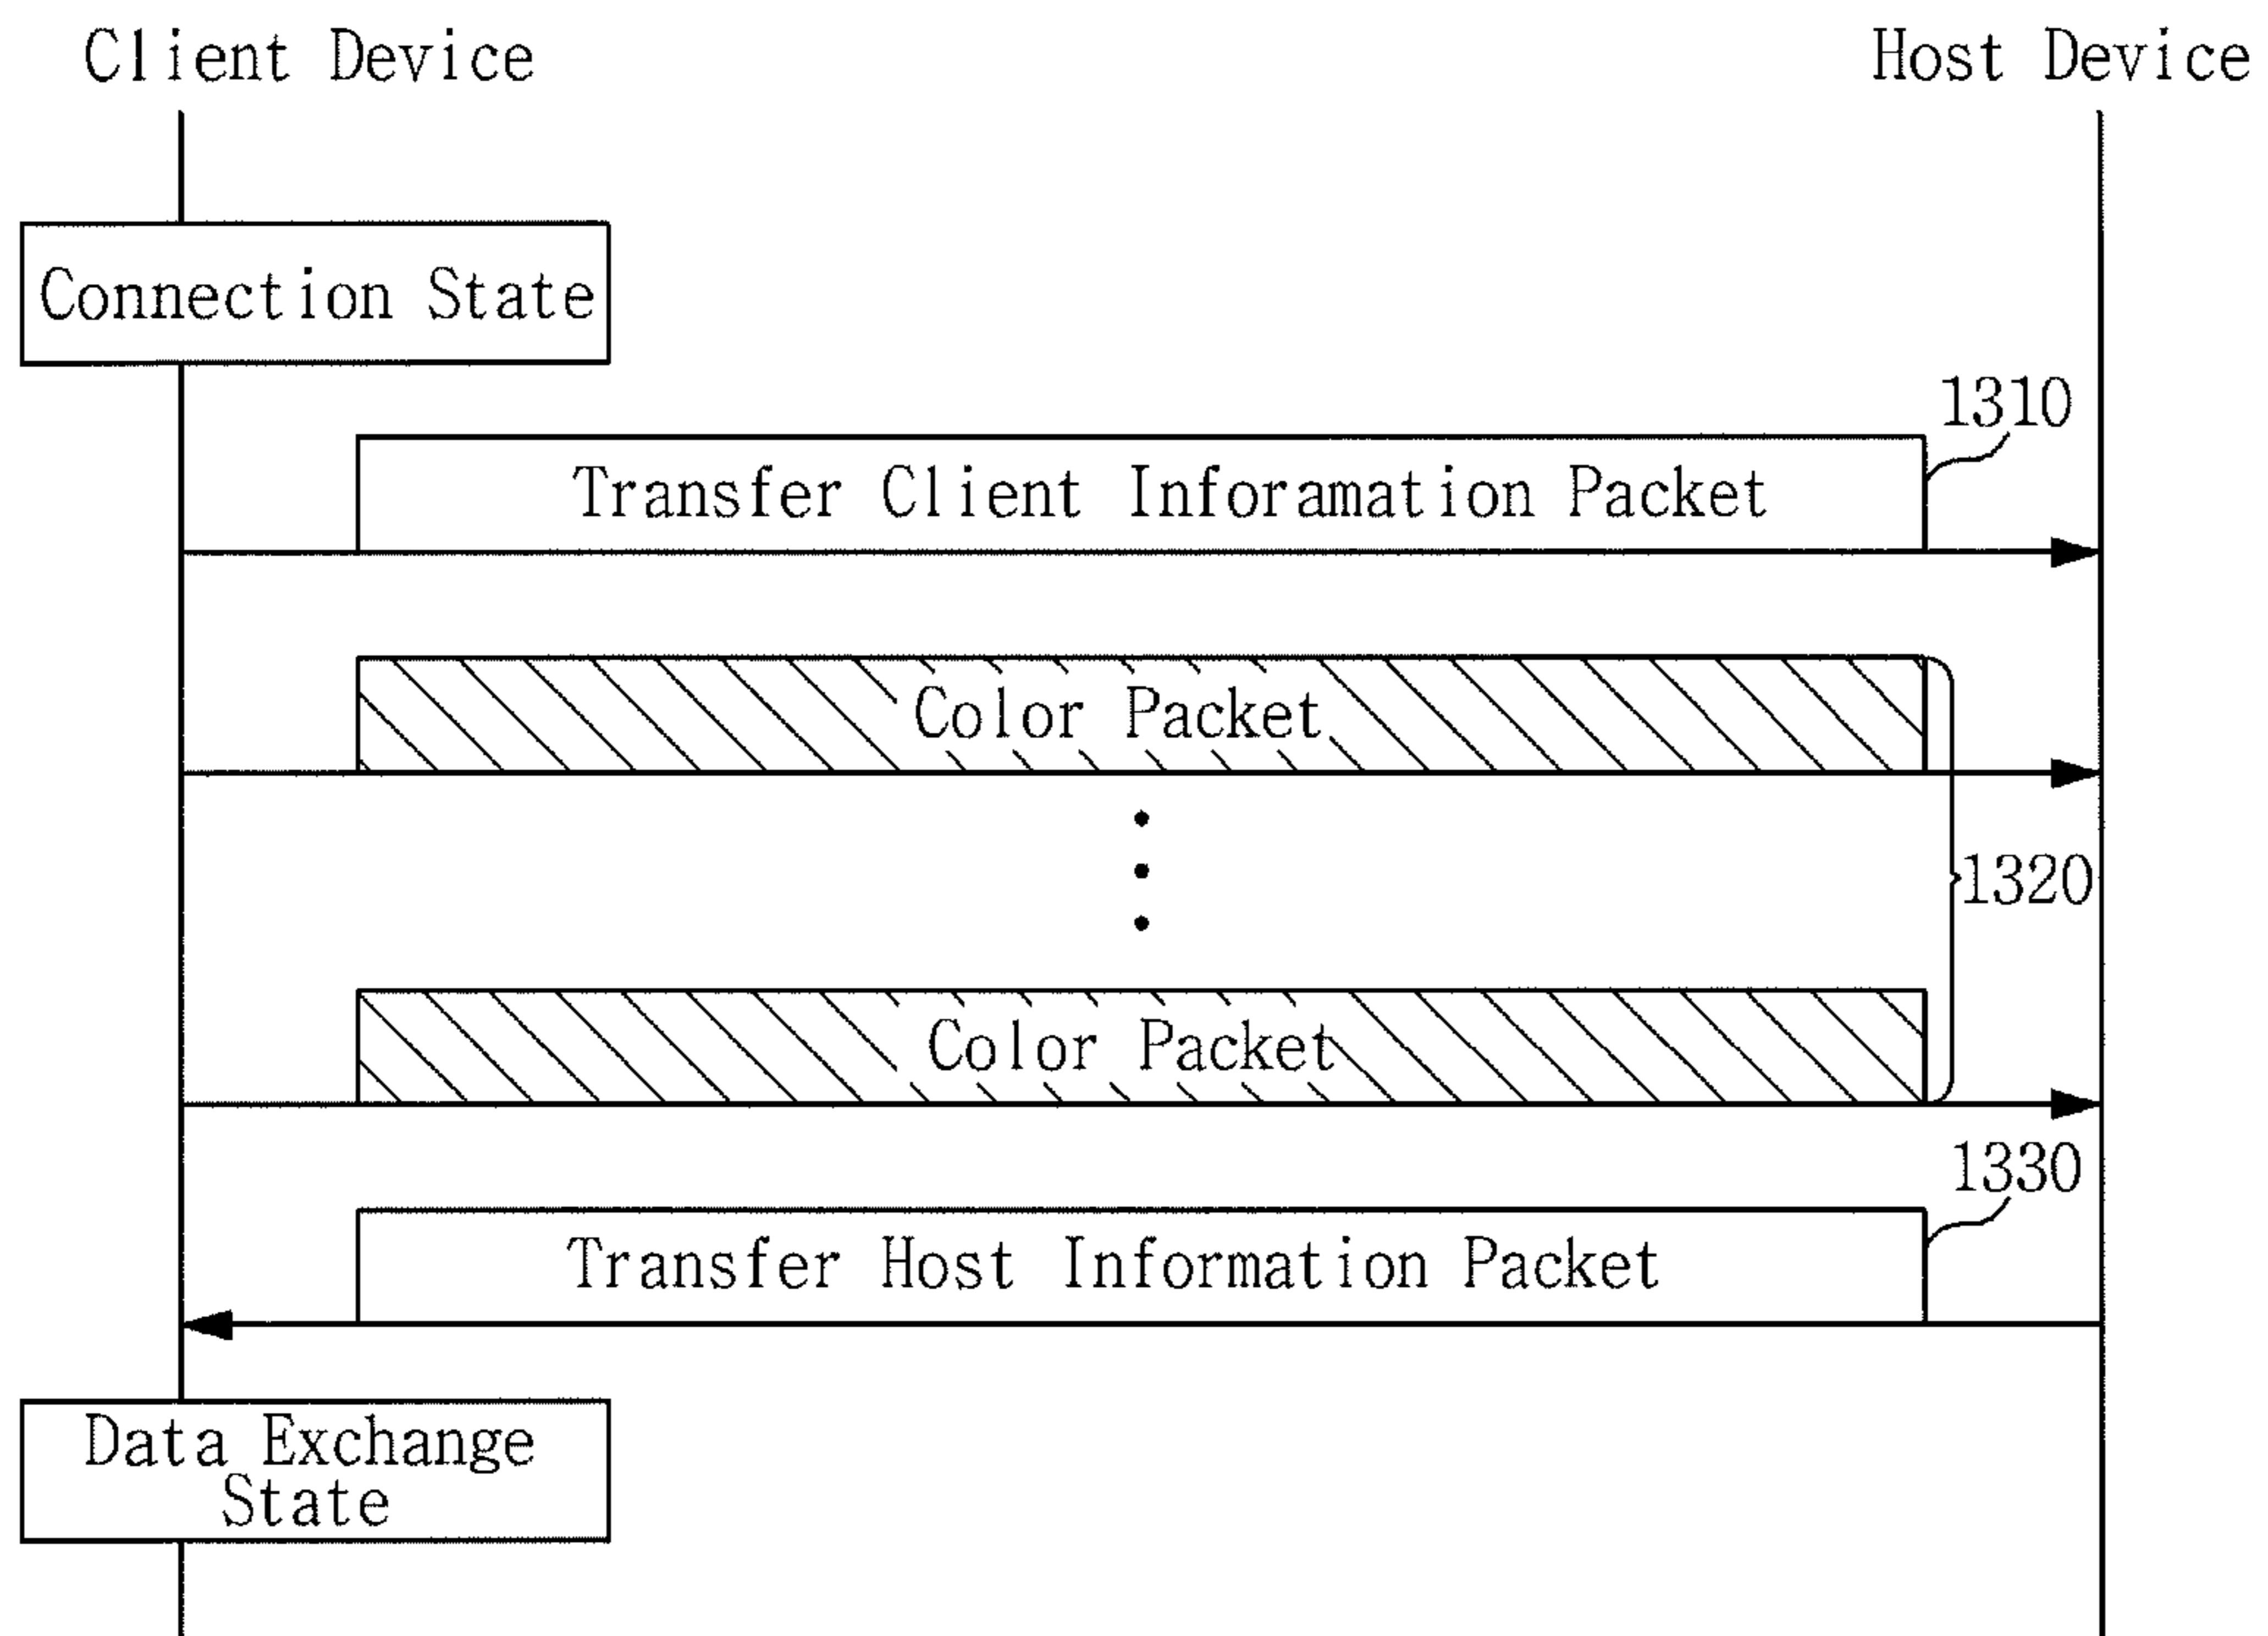 Client Device
Host Device
Connection State
1310
Transfer Client Inforamation Packet
Color Packet
1320
Color Packet
1330
Transfer Host Information Packet
Data Exchange
State